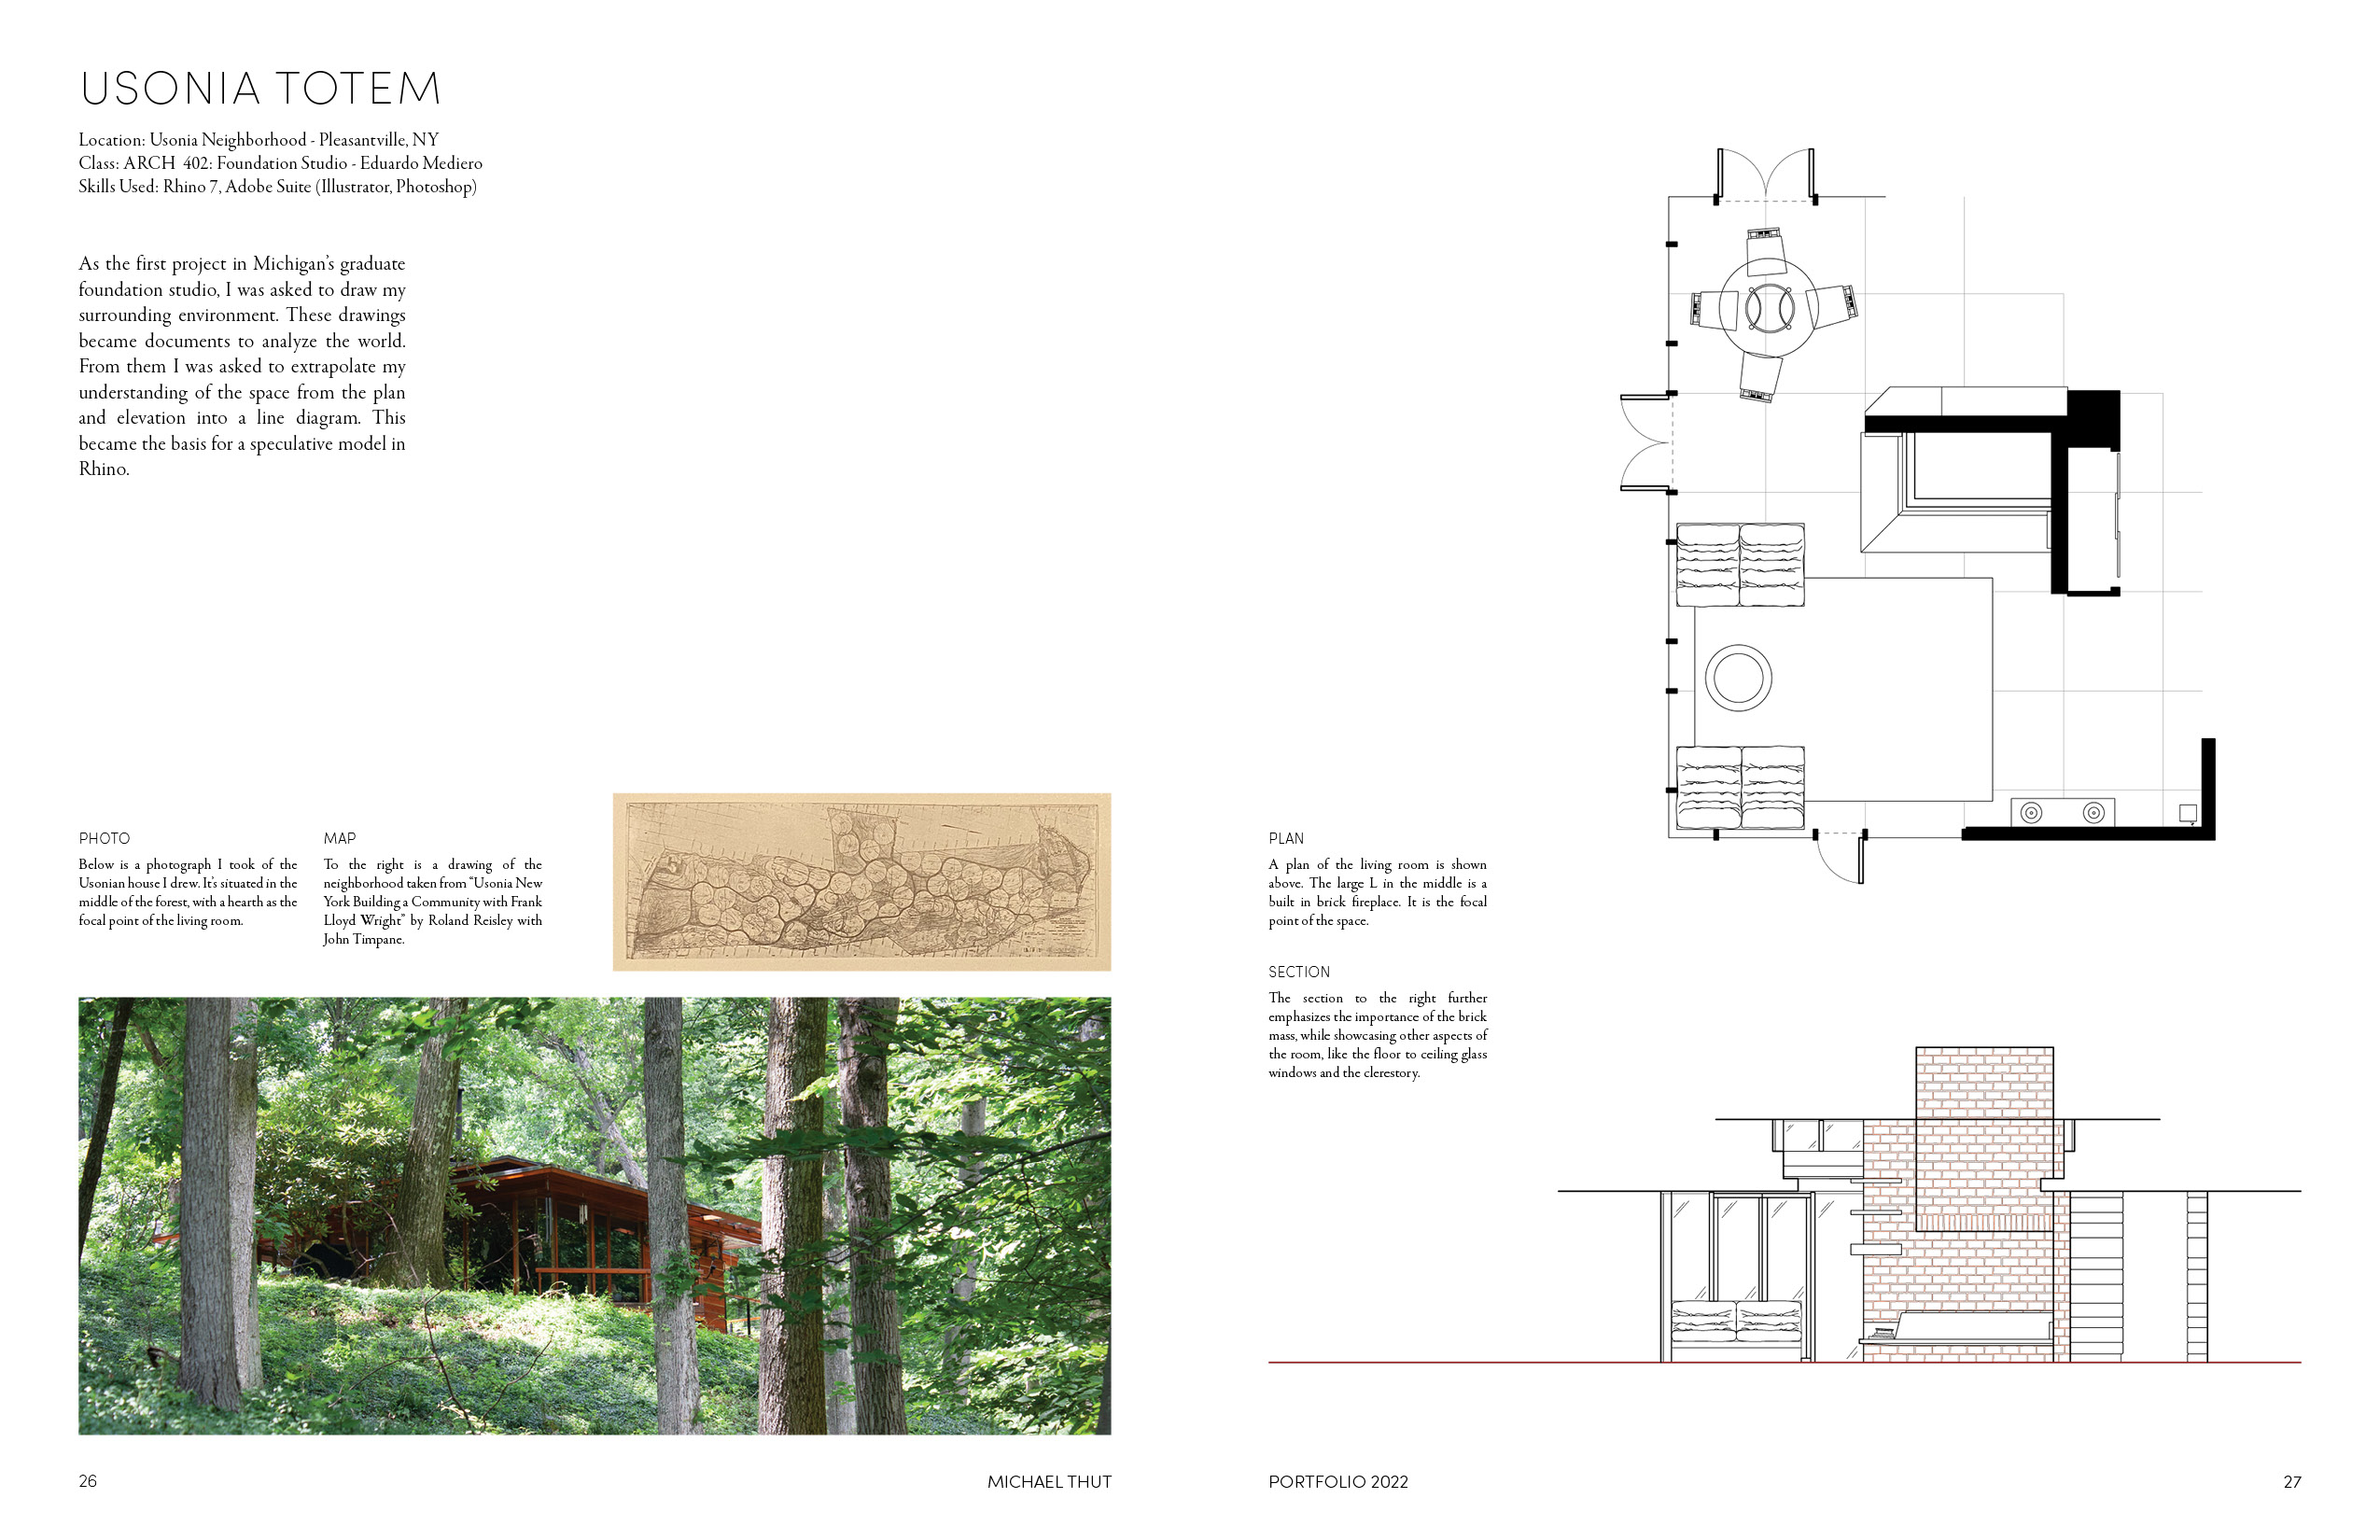 USONIA TOTEM
Location: Usonia Neighborhood - Pleasantville, NY
Class: ARCH 402: Foundation Studio - Eduardo Mediero
Skills Used: Rhino 7, Adobe Suite (Illustrator, Photoshop)
As the first project in Michigan's graduate
foundation studio, I was asked to draw my
surrounding environment. These drawings
became documents to analyze the world.
From them I was asked to extrapolate my
understanding of the space from the plan
and elevation into a line diagram. This
became the basis for a speculative model in
Rhino.
PHOTO
Below is a photograph I took of the
Usonian house I drew. It's situated in the
middle of the forest, with a hearth as the
focal point of the living room.
MAP
To the right is a drawing of the
neighborhood taken from “Usonia New
York Building a Community with Frank
Lloyd Wright” by Roland Reisley with
John Timpane.
26
MICHAEL THUT
PLAN
A plan of the living room is shown
above. The large L in the middle is a
built in brick fireplace. It is the focal
point of the space.
SECTION
The section to the right further
emphasizes the importance of the brick
mass, while showcasing other aspects of
the room, like the floor to ceiling glass
windows and the clerestory.
PORTFOLIO 2022
27